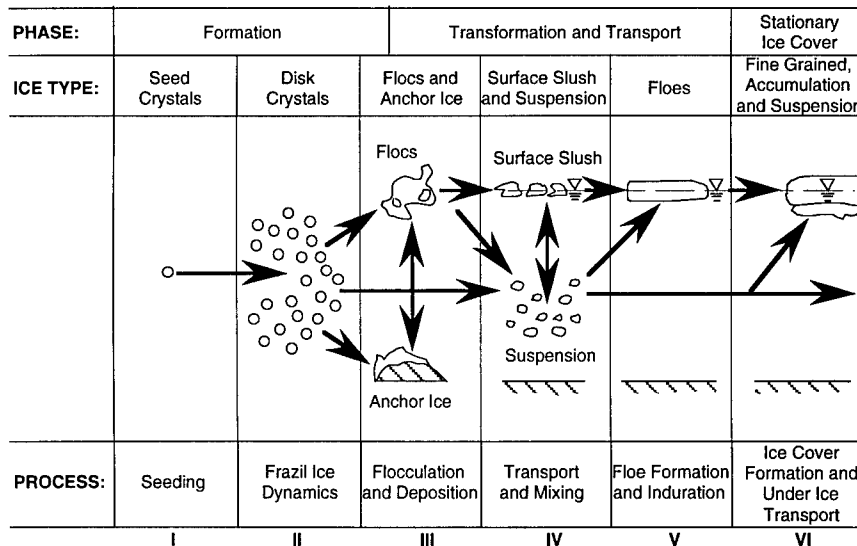 PHASE:
Formation
Transformation and Transport
Stationary
Ice Cover
ICE TYPE:
Seed
Crystals
Disk
Crystals
Flocs and
Anchor Ice
Surface Slush
and Suspension
Floes
Fine Grained,
Accumulation
and Suspension
Flocs
Surface Slush
Suspension
Anchor Ice
PROCESS:
Seeding
Frazil Ice
Dynamics
Flocculation
and Deposition
Transport
and Mixing
Floe Formation
and Induration
Ice Cover
Formation and
Under Ice
Transport
I
II
III
IV
V
VI